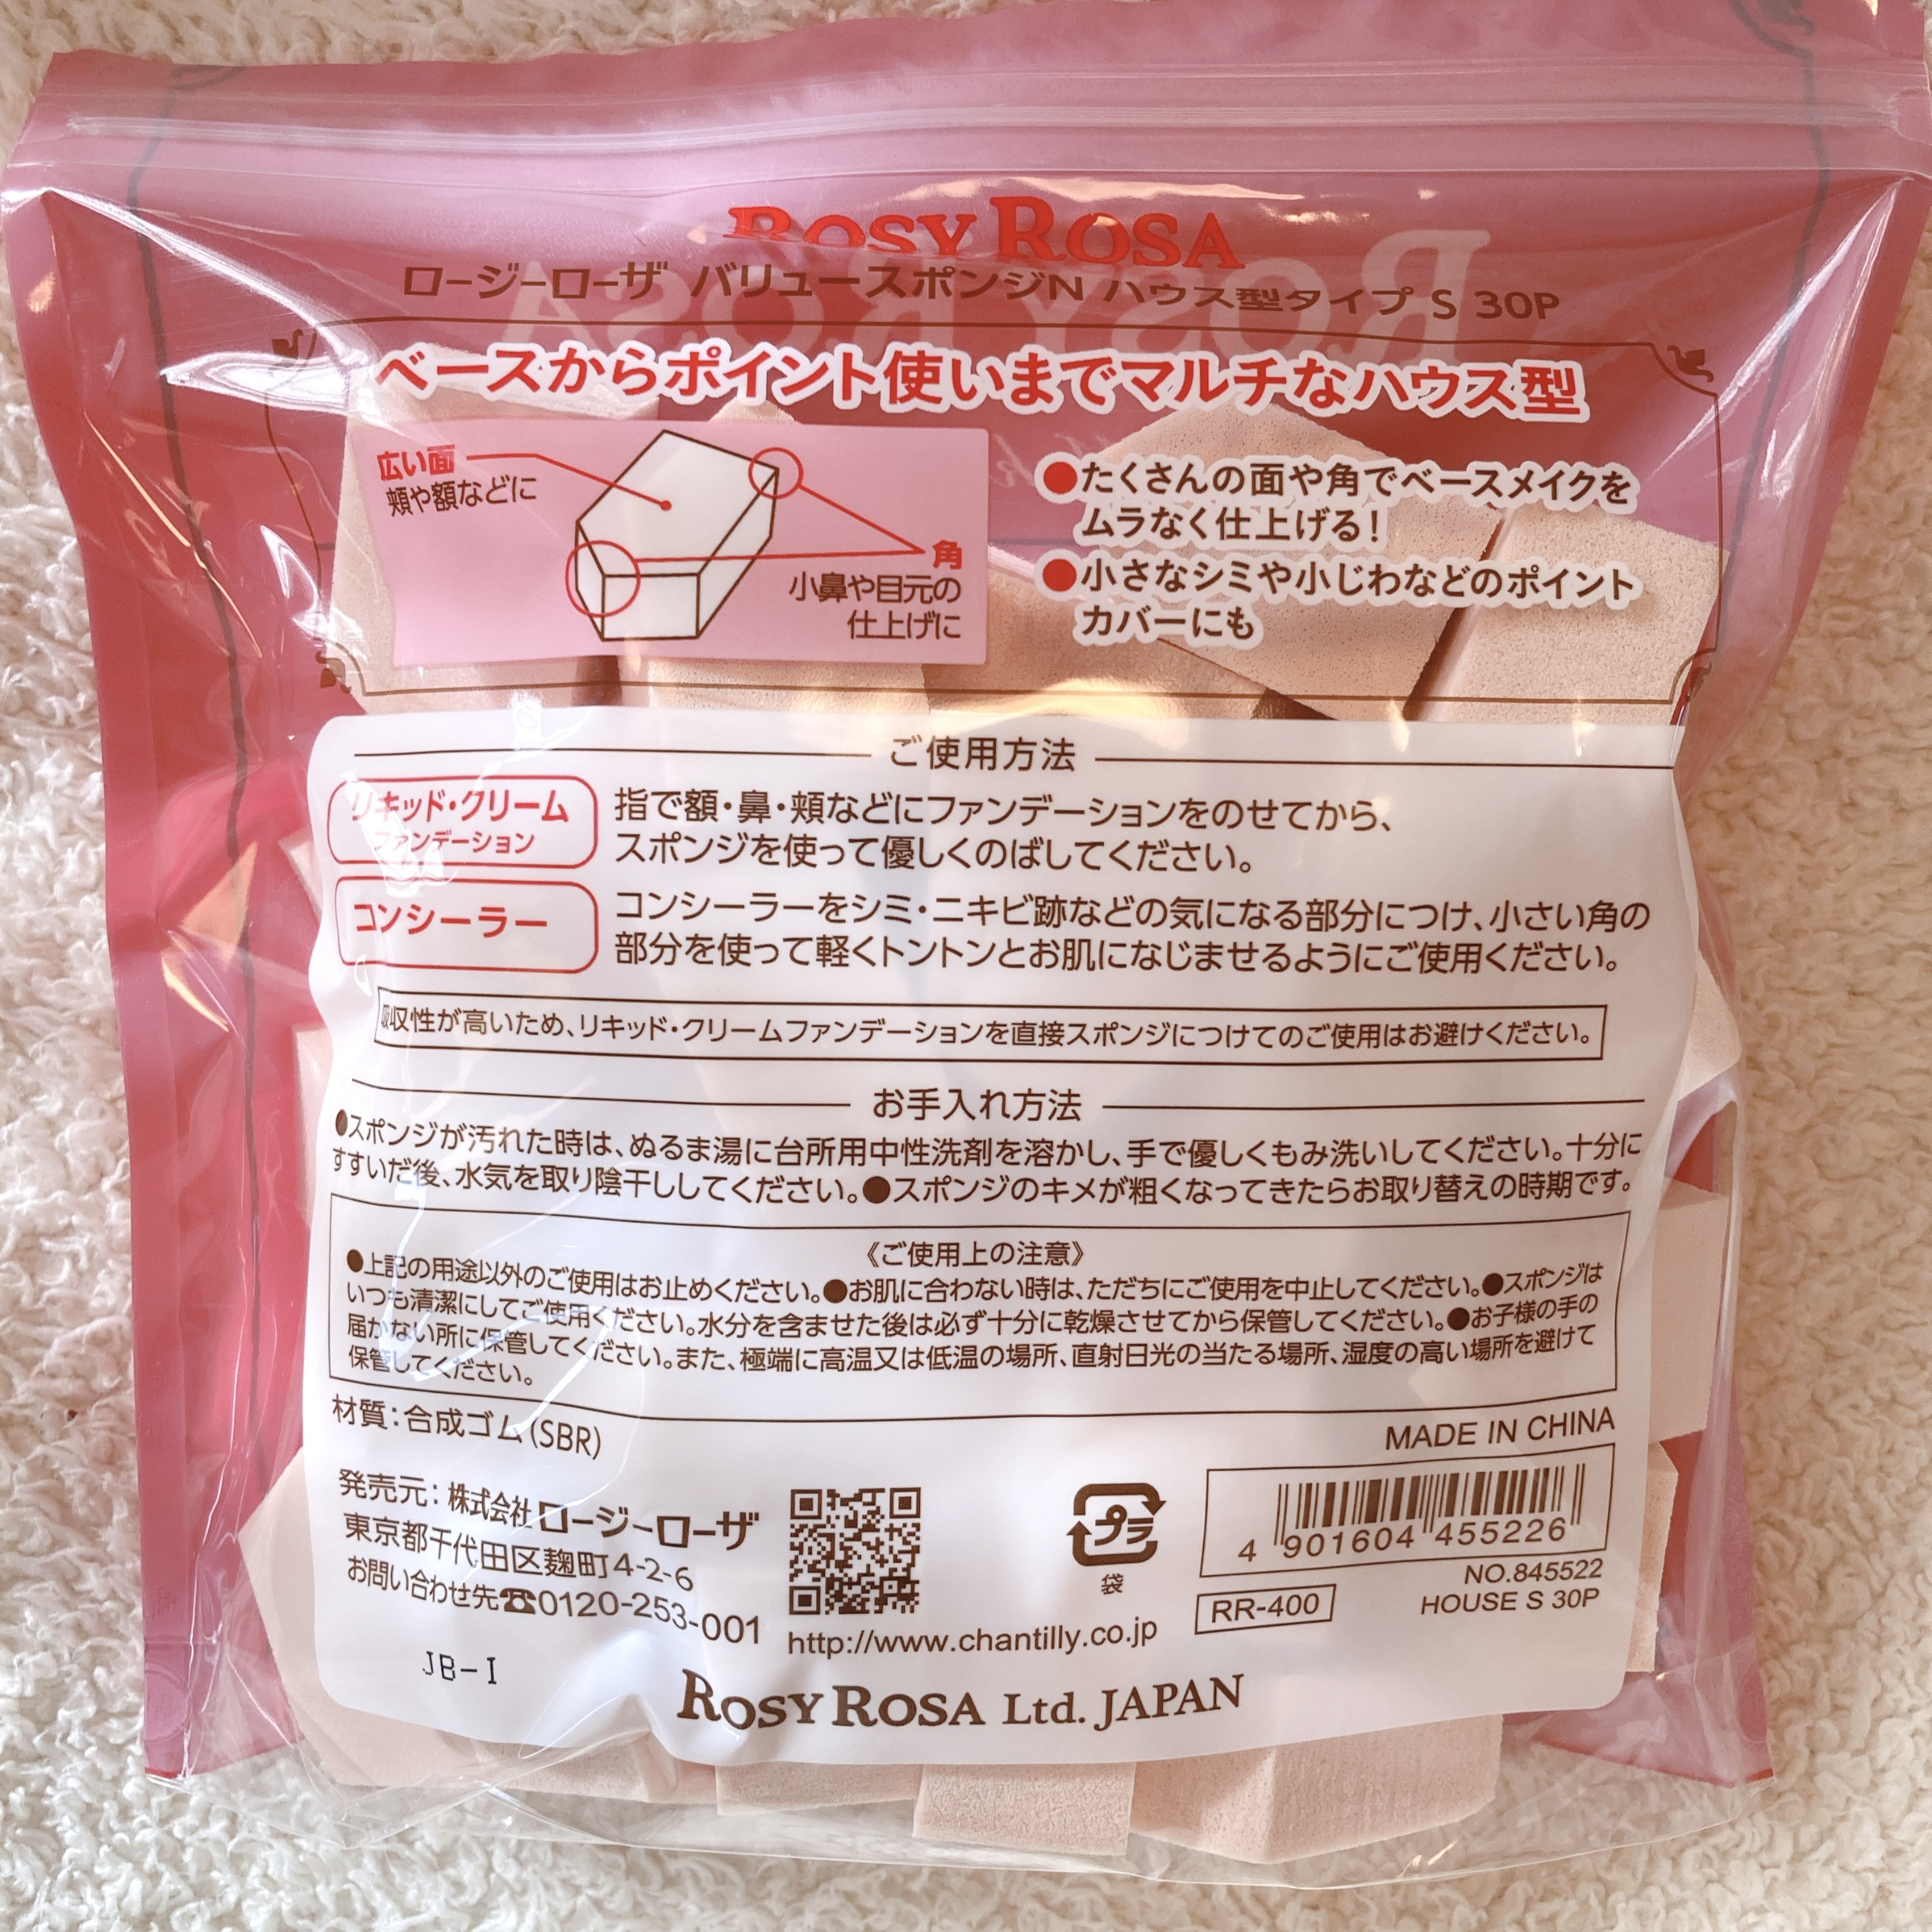 ROSY ROSA
ロージーローザ バリュースポンジN ハウス型タイプ S 30P
ベースからポイント使いまでマルチなハウス型
広い面
頬や額などに
角
小鼻や目元の
仕上げに
●たくさんの面や角でベースメイクを
ムラなく仕上げる!
●小さなシミや小じわなどのポイント
カバーにも
ご使用方法
リキッド・クリーム
ファンデーション
指で額・鼻・頬などにファンデーションをのせてから、
スポンジを使って優しくのばしてください。
コンシーラー
コンシーラーをシミ・ニキビ跡などの気になる部分につけ、小さい角の
部分を使って軽くトントンとお肌になじませるようにご使用ください。
吸収性が高いため、リキッド・クリームファンデーションを直接スポンジにつけてのご使用はお避けください。
お手入れ方法
●スポンジが汚れた時は、ぬるま湯に台所用中性洗剤を溶かし、手で優しくもみ洗いしてください。十分に
すすいだ後、水気を取り陰干ししてください。●スポンジのキメが粗くなってきたらお取り替えの時期です。
《ご使用上の注意》
●上記の用途以外のご使用はお止めください。●お肌に合わない時は、ただちにご使用を中止してください。●スポンジは
いつも清潔にしてご使用ください。水分を含ませた後は必ず十分に乾燥させてから保管してください。●お子様の手の
届かない所に保管してください。また、極端に高温又は低温の場所、直射日光の当たる場所、湿度の高い場所を避けて
保管してください。
材質:合成ゴム(SBR)
MADE IN CHINA
発売元:株式会社ロージーローザ
東京都千代田区麹町4-2-6
お問い合わせ先☎0120-253-001
http://www.chantilly.co.jp
プラ
袋
4 901604 455226
NO.845522
RR-400
HOUSE S 30P
JB-I
ROSY ROSA Ltd. JAPAN